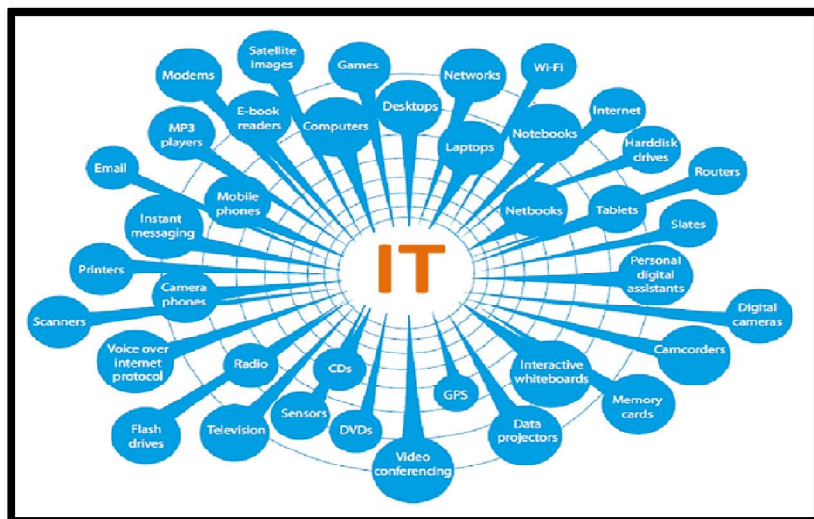 Satellite
images
Games
Networks
Wi-Fi
Modems
E-book
readers
Computers
Desktops
Laptops
Notebooks
Internet
MP3
players
Harddisk
drives
Email
Mobile
phones
Netbooks
Tablets
Routers
Instant
messaging
Slates
IT
Printers
Camera
phones
Personal
digital
assistants
Scanners
Digital
cameras
Voice over
internet
protocol
Radio
CDs
GPS
Interactive
whiteboards
Camcorders
Flash
drives
Television
Sensors
DVDs
Video
conferencing
Data
projectors
Memory
cards